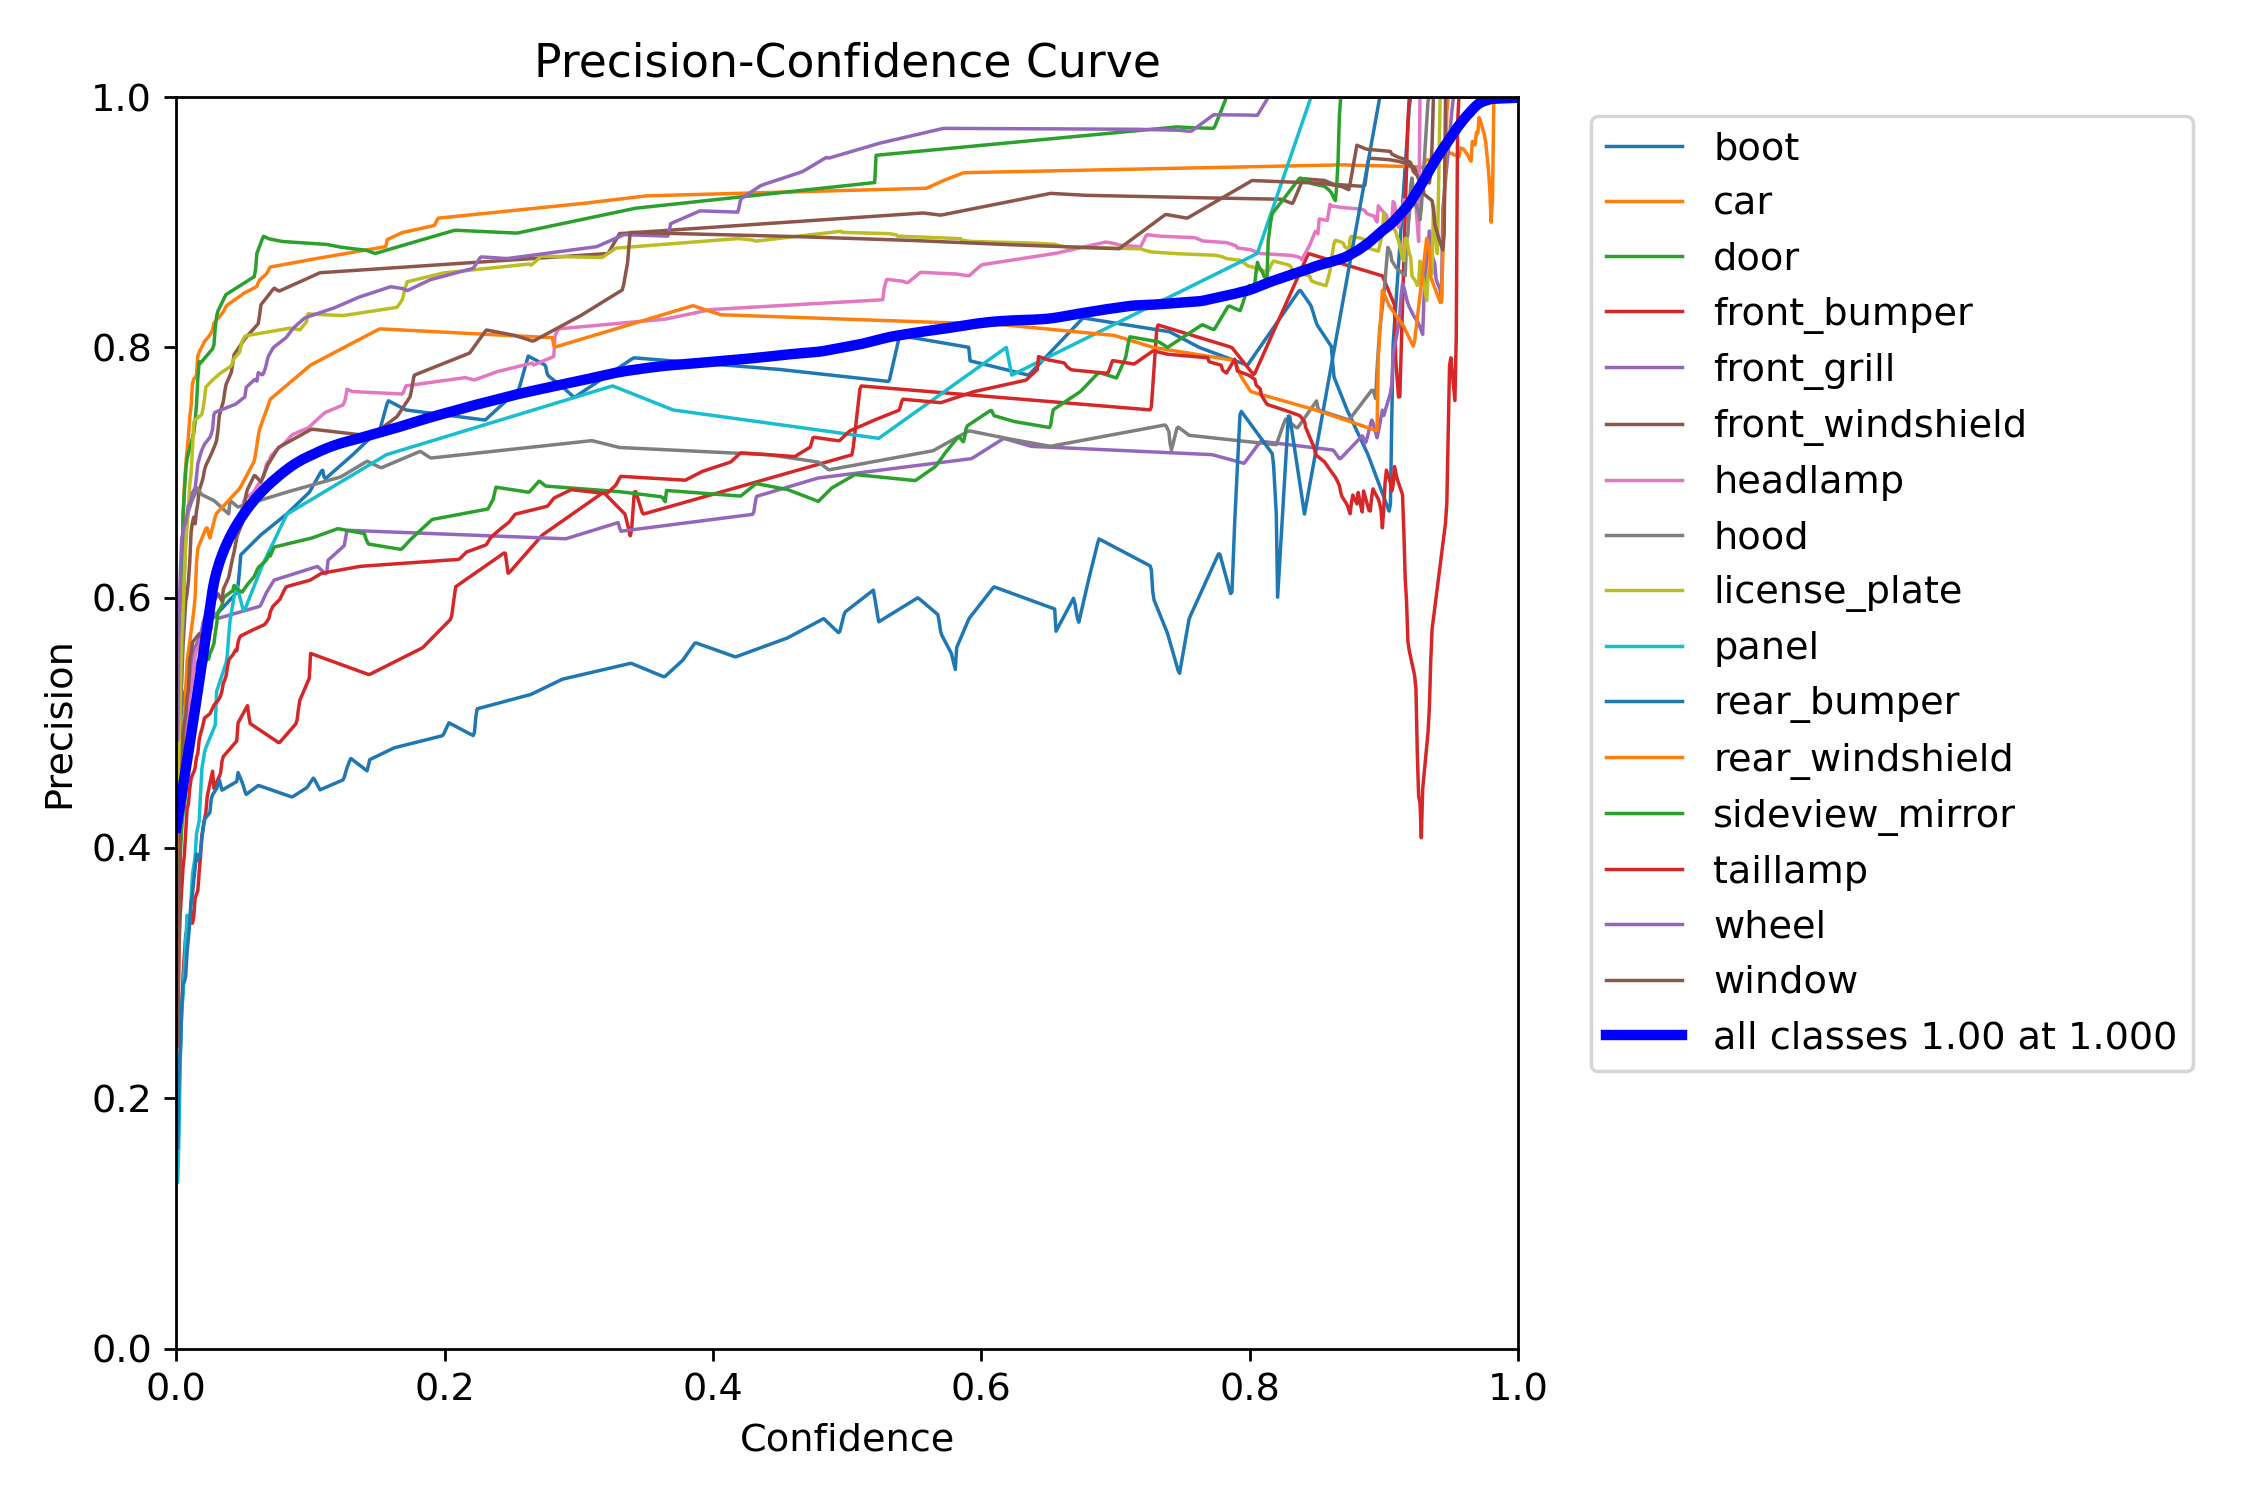 Precision-Confidence Curve
1.0
0.8
0.6
0.4
0.2
0.0
Precision
0.0 0.2 0.4 0.6 0.8 1.0
Confidence
boot
car
door
front_bumper
front_grill
front_windshield
headlamp
hood
license_plate
panel
rear_bumper
rear_windshield
sideview_mirror
taillamp
wheel
window
all classes 1.00 at 1.000